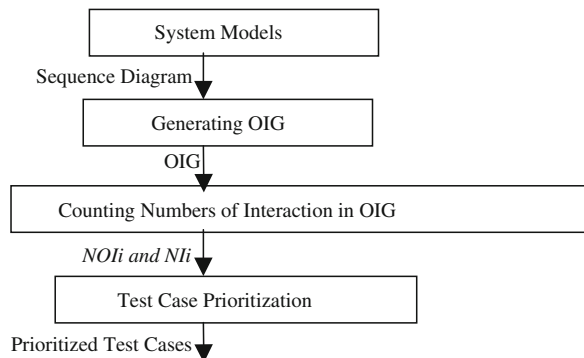 System Models
Sequence Diagram
Generating OIG
OIG
Counting Numbers of Interaction in OIG
NOIi and NIi
Test Case Prioritization
Prioritized Test Cases